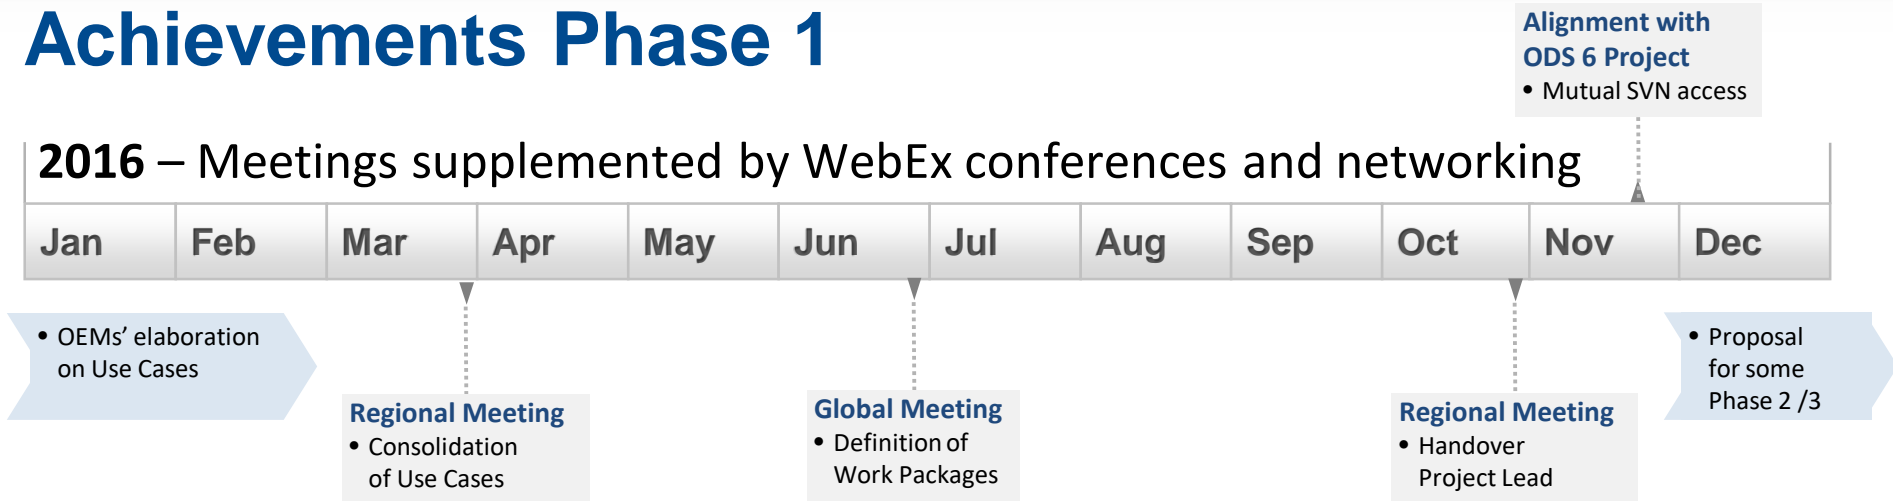 Achievements Phase 1
Alignment with
ODS 6 Project
• Mutual SVN access
2016 – Meetings supplemented by WebEx conferences and networking
Jan Feb Mar Apr May Jun Jul Aug Sep Oct Nov Dec
• OEMs’ elaboration
on Use Cases
Regional Meeting
• Consolidation
of Use Cases
Global Meeting
• Definition of
Work Packages
Regional Meeting
• Handover
Project Lead
• Proposal
for some
Phase 2 /3